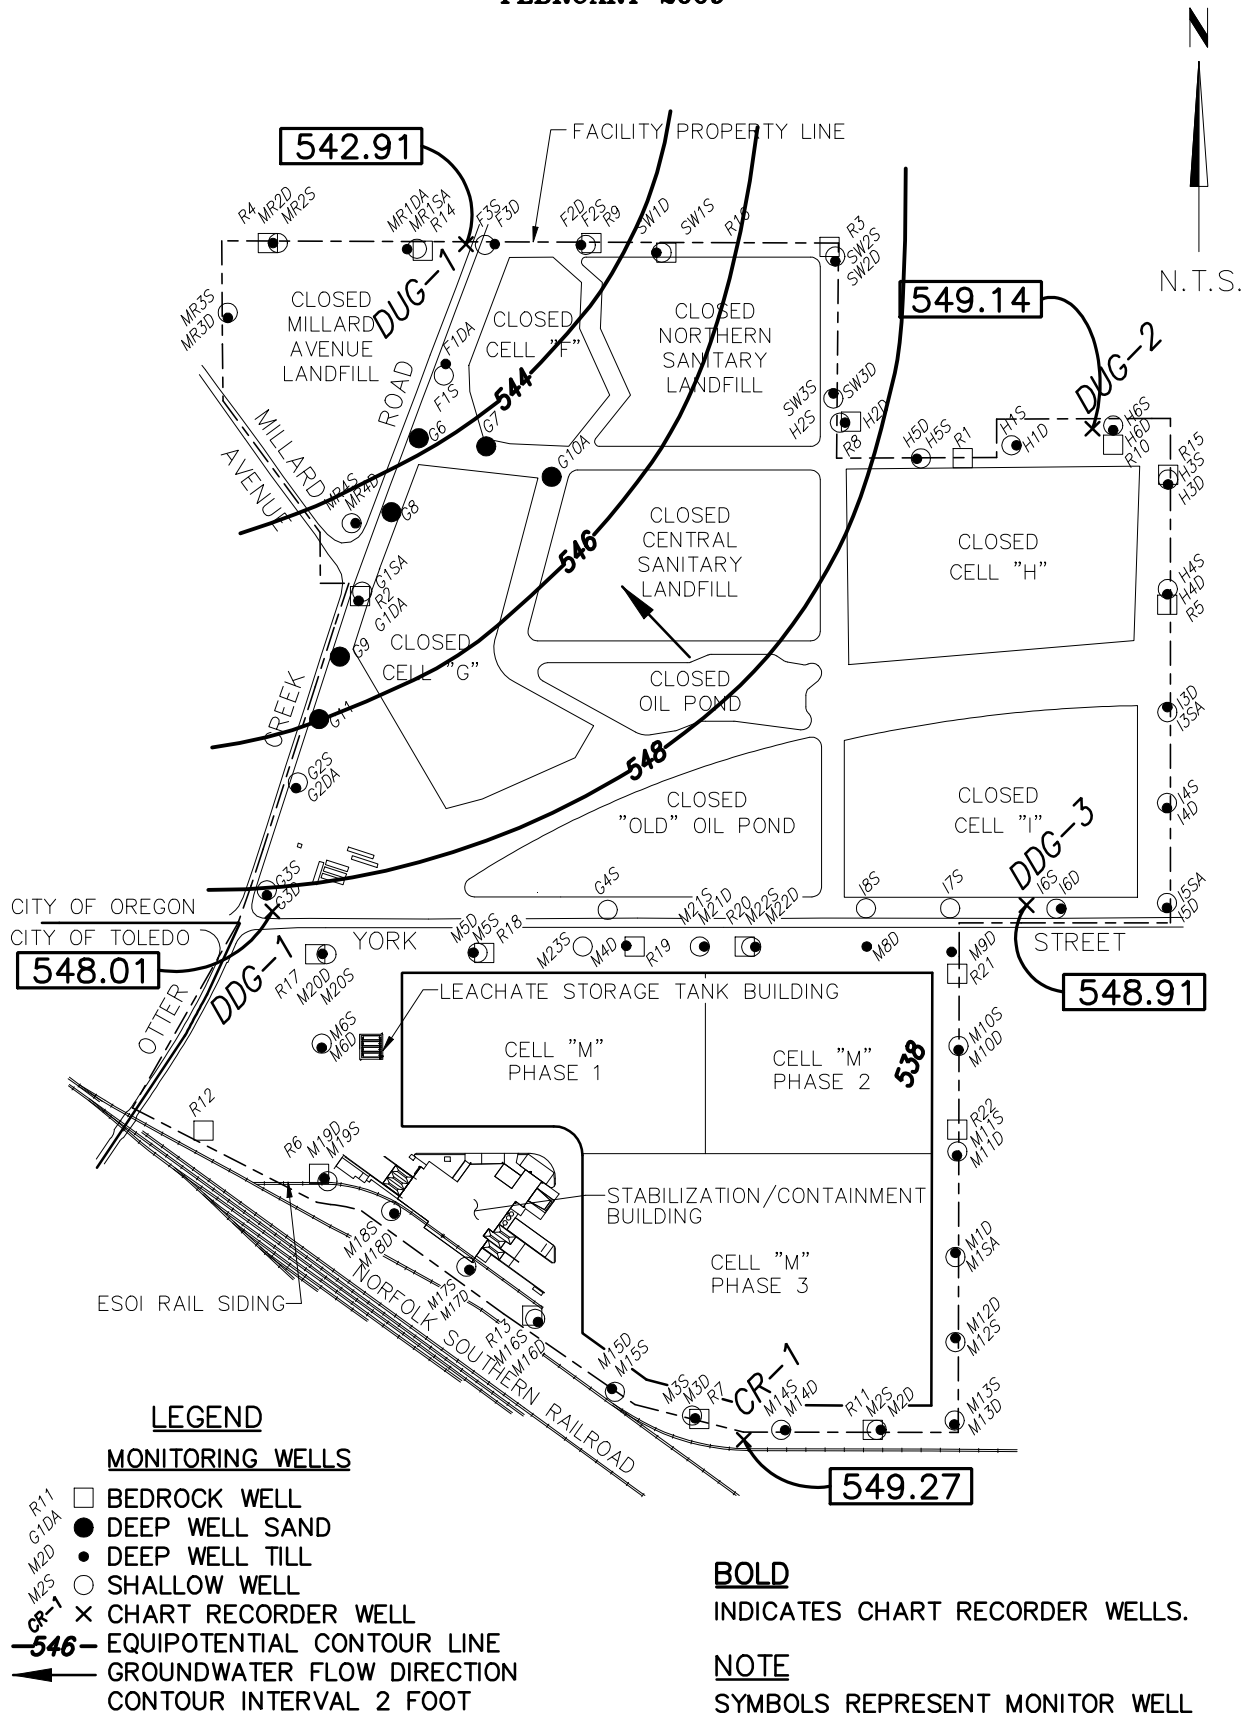 N
N.T.S.
FACILITY PROPERTY LINE
542.91
R4
MR2D
MR2S
MR1DA
MR1SA
R14
F3S
F3D
F2D
F2S
R9
SW1D
SW1S
R16
R3
SW2S
SW2D
DUG-1
549.14
DUG-2
MR3S
MR3D
CLOSED
MILLARD
AVENUE
LANDFILL
CLOSED
CELL "F"
CLOSED
NORTHERN
SANITARY
LANDFILL
F1DA
F1S
544
ROAD
MILLARD
AVENUE
G6
G7
G10A
SW3S
SW3D
H2S
H2D
R8
H5D
H5S
R1
H1S
H1D
H6S
H6D
R10
R15
H3S
H3D
MR4S
MR4D
G8
546
CLOSED
CENTRAL
SANITARY
LANDFILL
CLOSED
CELL "H"
G1SA
R2
G1DA
H4S
H4D
R5
G9
CLOSED
CELL "G"
CLOSED
OIL POND
CREEK
G11
I3D
I3SA
G2S
G2DA
548
CLOSED
"OLD" OIL POND
CLOSED
CELL "I"
I4S
I4D
DDG-3
G3S
G3D
G4S
I8S
I7S
I6S
I6D
I5SA
I5D
CITY OF OREGON
CITY OF TOLEDO
YORK
STREET
M5D
M5S
R18
M23S
M4D
R19
M21S
M21D
R20
M22S
M22D
M8D
M9D
R21
548.01
DDG-1
R17
M20D
M20S
548.91
LEACHATE STORAGE TANK BUILDING
OTTER
M6S
M6D
CELL "M"
PHASE 1
CELL "M"
PHASE 2
538
M10S
M10D
R12
R6
M19D
M19S
R22
M11S
M11D
STABILIZATION/CONTAINMENT
BUILDING
M18S
M18D
M1D
M1SA
CELL "M"
PHASE 3
ESOI RAIL SIDING
M17S
M17D
NORFOLK SOUTHERN RAILROAD
R13
M16S
M16D
M12D
M12S
M15D
M15S
M3S
M3D
R7
CR-1
M14S
M14D
R11
M2S
M2D
M13S
M13D
549.27
LEGEND
MONITORING WELLS
R11 BEDROCK WELL
G1DA DEEP WELL SAND
M2D DEEP WELL TILL
M2S SHALLOW WELL
CR-1 CHART RECORDER WELL
546 EQUIPOTENTIAL CONTOUR LINE
GROUNDWATER FLOW DIRECTION
CONTOUR INTERVAL 2 FOOT
BOLD
INDICATES CHART RECORDER WELLS.
NOTE
SYMBOLS REPRESENT MONITOR WELL